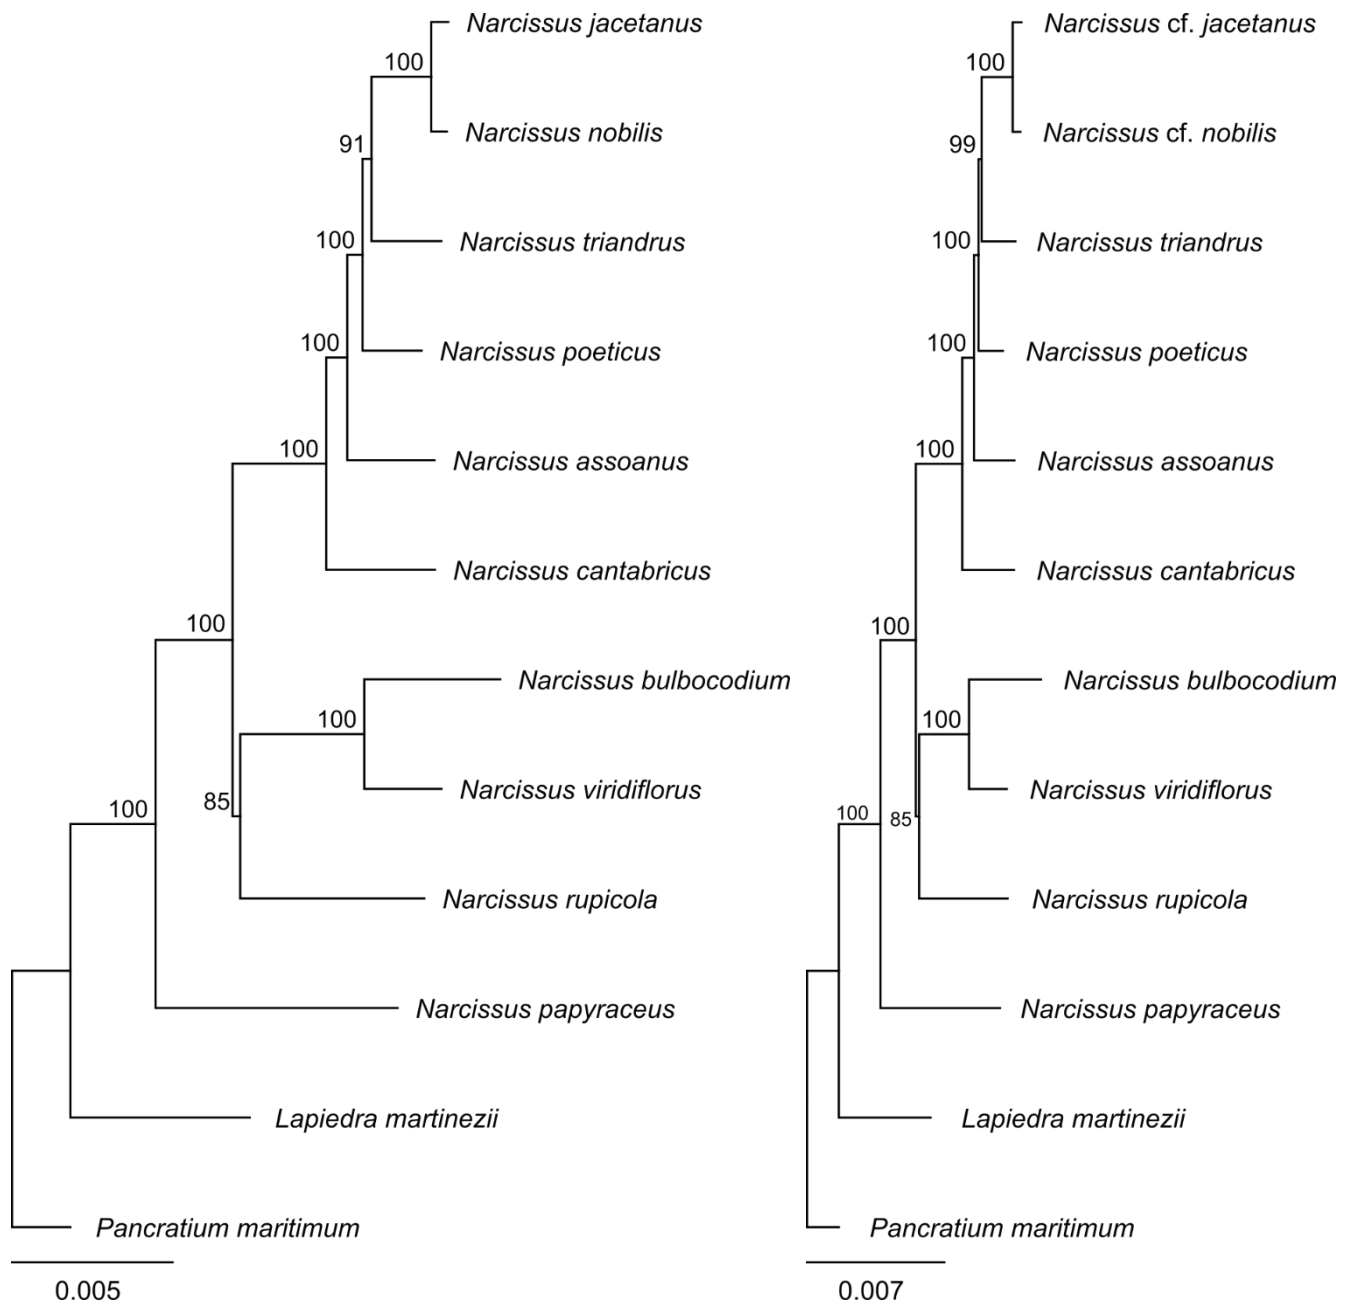 Narcissus jacetanus
100
Narcissus nobilis
91
Narcissus triandrus
100
Narcissus poeticus
100
Narcissus assoanus
100
Narcissus cantabricus
100
Narcissus bulbocodium
100
Narcissus viridiflorus
85
100
Narcissus rupicola
Narcissus papyraceus
Lapiedra martinezii
Pancratium maritimum
0.005
Narcissus cf. jacetanus
100
Narcissus cf. nobilis
99
Narcissus triandrus
100
Narcissus poeticus
100
Narcissus assoanus
100
Narcissus cantabricus
100
Narcissus bulbocodium
100
Narcissus viridiflorus
100
85
Narcissus rupicola
Narcissus papyraceus
Lapiedra martinezii
Pancratium maritimum
0.007